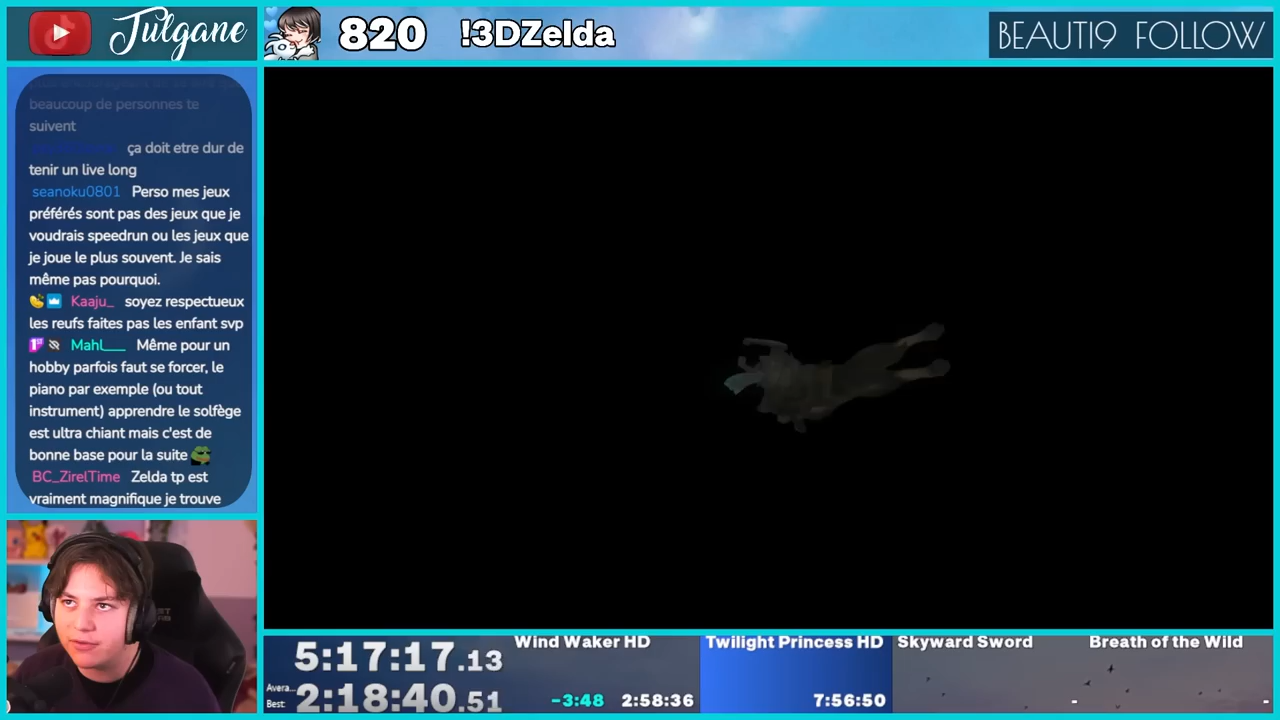 Julgane
820
!3DZelda
BEAUTI9 FOLLOW
beaucoup de personnes te
suivent
ça doit etre dur de
tenir un live long
seanoku0801 Perso mes jeux
préférés sont pas des jeux que je
voudrais speedrun ou les jeux que
je joue le plus souvent. Je sais
même pas pourquoi.
Kaaju_ soyez respectueux
les reufs faites pas les enfant svp
Mahl___ Même pour un
hobby parfois faut se forcer, le
piano par exemple (ou tout
instrument) apprendre le solfège
est ultra chiant mais c'est de
bonne base pour la suite
BC_ZirelTime Zelda tp est
vraiment magnifique je trouve
5:17:17.13
Avera...
Best:
2:18:40.51
Wind Waker HD
-3:48 2:58:36
Twilight Princess HD
7:56:50
Skyward Sword
-
Breath of the Wild
-